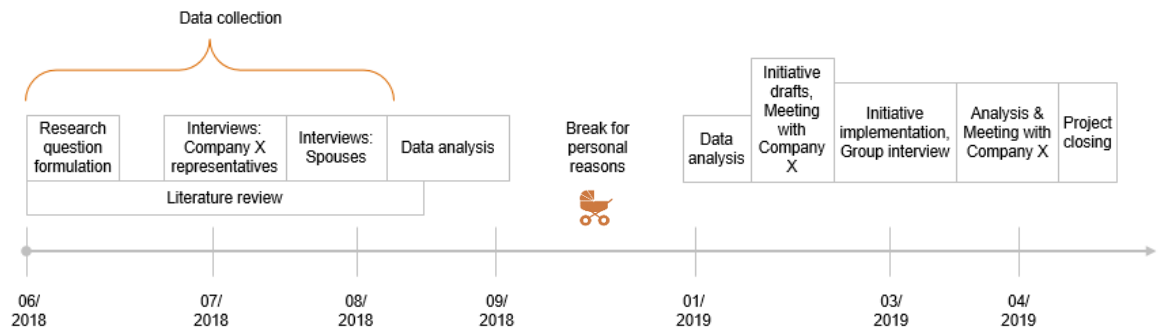 Data collection
Research
question
formulation
Interviews:
Company X
representatives
Interviews:
Spouses
Data analysis
Literature review
Break for
personal
reasons
Data
analysis
Initiative
drafts,
Meeting
with
Company
X
Initiative
implementation,
Group interview
Analysis &
Meeting with
Company X
Project
closing
06/
2018
07/
2018
08/
2018
09/
2018
01/
2019
03/
2019
04/
2019